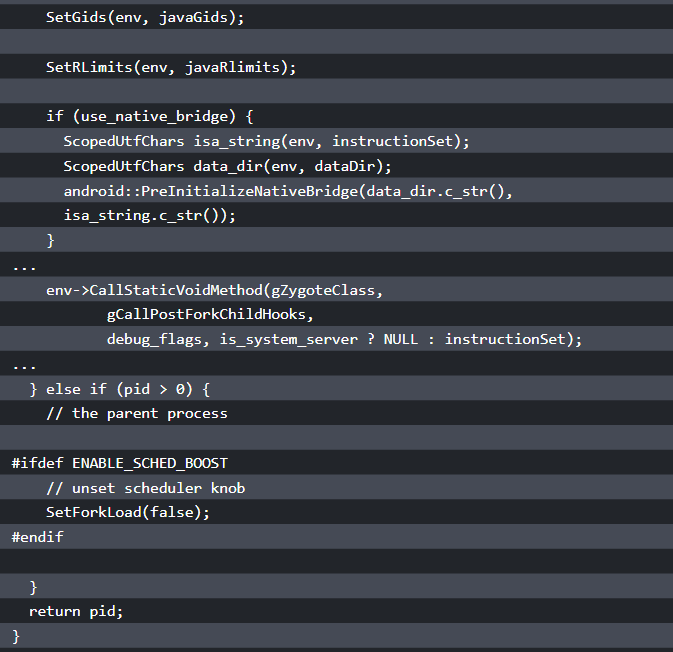 SetGids(env, javaGids);
SetRLimits(env, javaRlimits);
if (use_native_bridge) {
ScopedUtfChars isa_string(env, instructionSet);
ScopedUtfChars data_dir(env, dataDir);
android::PreInitializeNativeBridge(data_dir.c_str(),
isa_string.c_str());
}
...
env->CallStaticVoidMethod(gZygoteClass,
gCallPostForkChildHooks,
debug_flags, is_system_server ? NULL : instructionSet);
...
} else if (pid > 0) {
// the parent process
#ifdef ENABLE_SCHED_BOOST
// unset scheduler knob
SetForkLoad(false);
#endif
}
return pid;
}